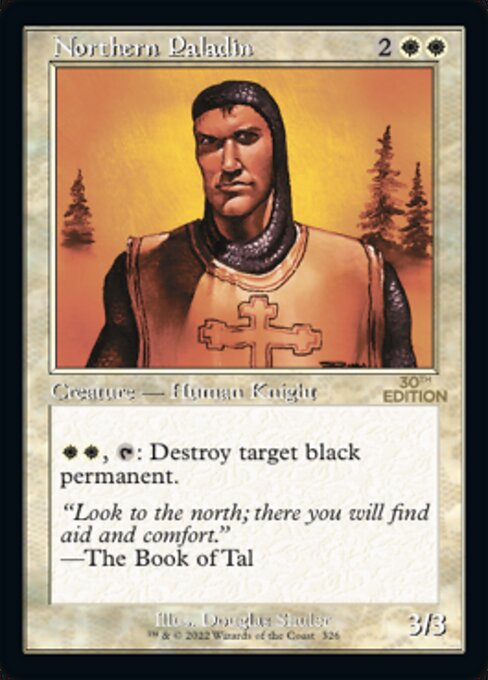 Northern Paladin 2
Creature — Human Knight
30TH
EDITION
, : Destroy target black
permanent.
“Look to the north; there you will find
aid and comfort.”
—The Book of Tal
Illus. Douglas Shuler
3/3
™ & © 2022 Wizards of the Coast 326